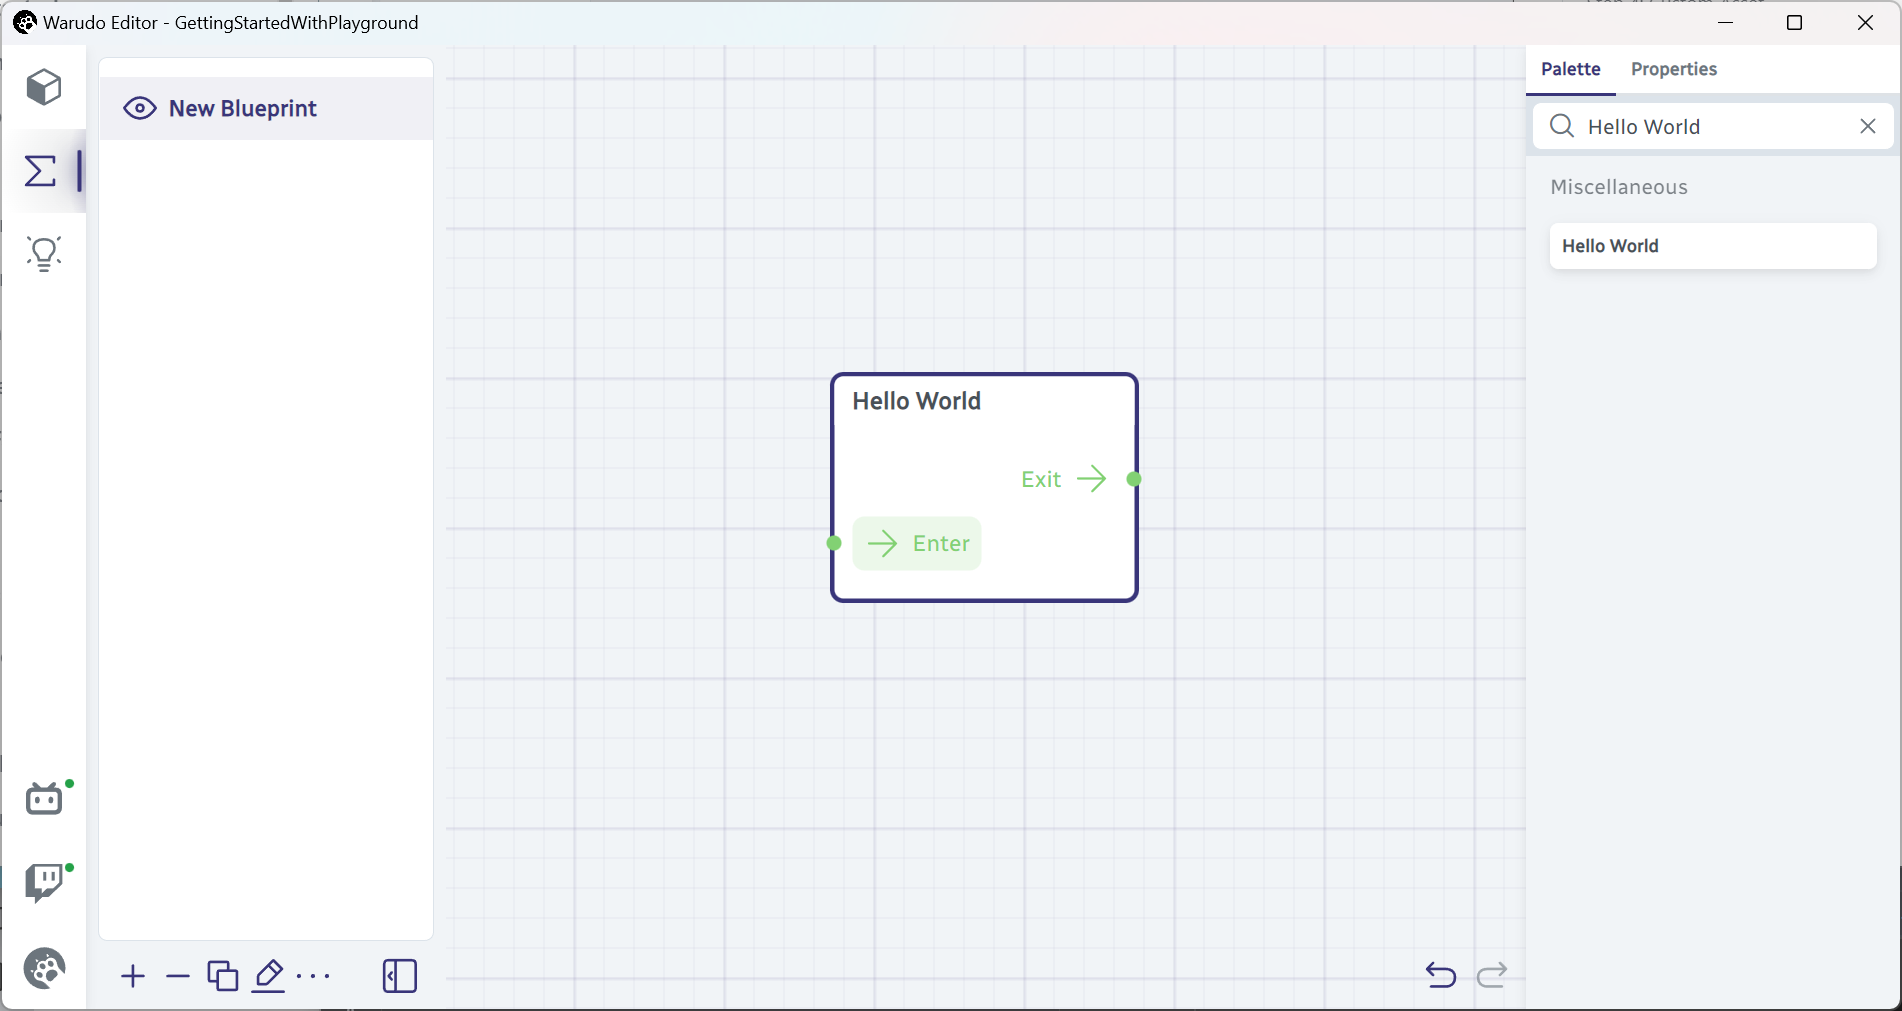 Warudo Editor - GettingStartedWithPlayground
New Blueprint
Hello World
Exit
Enter
Palette
Properties
Hello World
Miscellaneous
Hello World